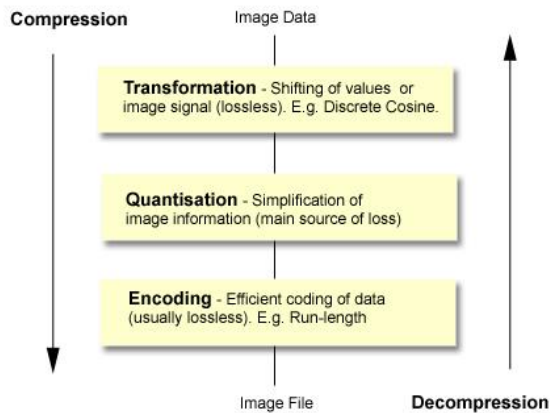 Compression
Image Data
Transformation - Shifting of values or
image signal (lossless). E.g. Discrete Cosine.
Quantisation - Simplification of
image information (main source of loss)
Encoding - Efficient coding of data
(usually lossless). E.g. Run-length
Image File
Decompression